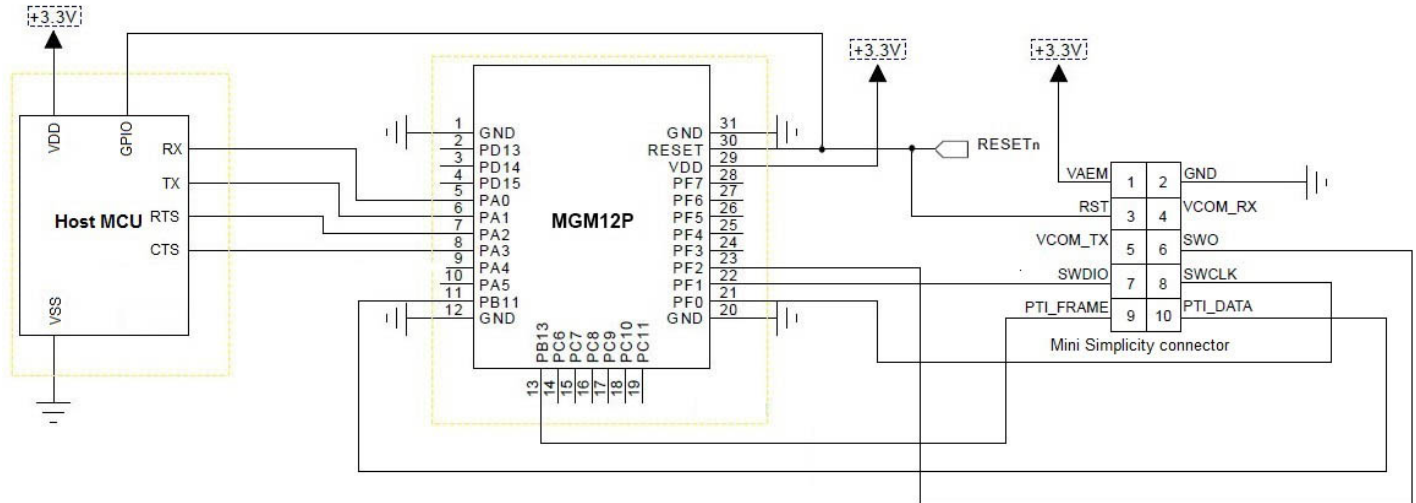 +3.3V
VDD
GPIO
RX
TX
RTS
CTS
Host MCU
VSS
MGM12P
1
GND
2
PD13
3
PD14
4
PD15
5
PA0
6
PA1
7
PA2
8
PA3
9
PA4
10
PA5
11
PB11
12
GND
13
PB13
14
PC6
15
PC7
16
PC8
17
PC9
18
PC10
19
PC11
31
GND
30
RESET
29
VDD
28
PF7
27
PF6
26
PF5
25
PF4
24
PF3
23
PF2
22
PF1
21
PF0
20
GND
+3.3V
RESETn
+3.3V
VAEM 1 2 GND
RST 3 4 VCOM_RX
VCOM_TX 5 6 SWO
SWDIO 7 8 SWCLK
PTI_FRAME 9 10 PTI_DATA
Mini Simplicity connector